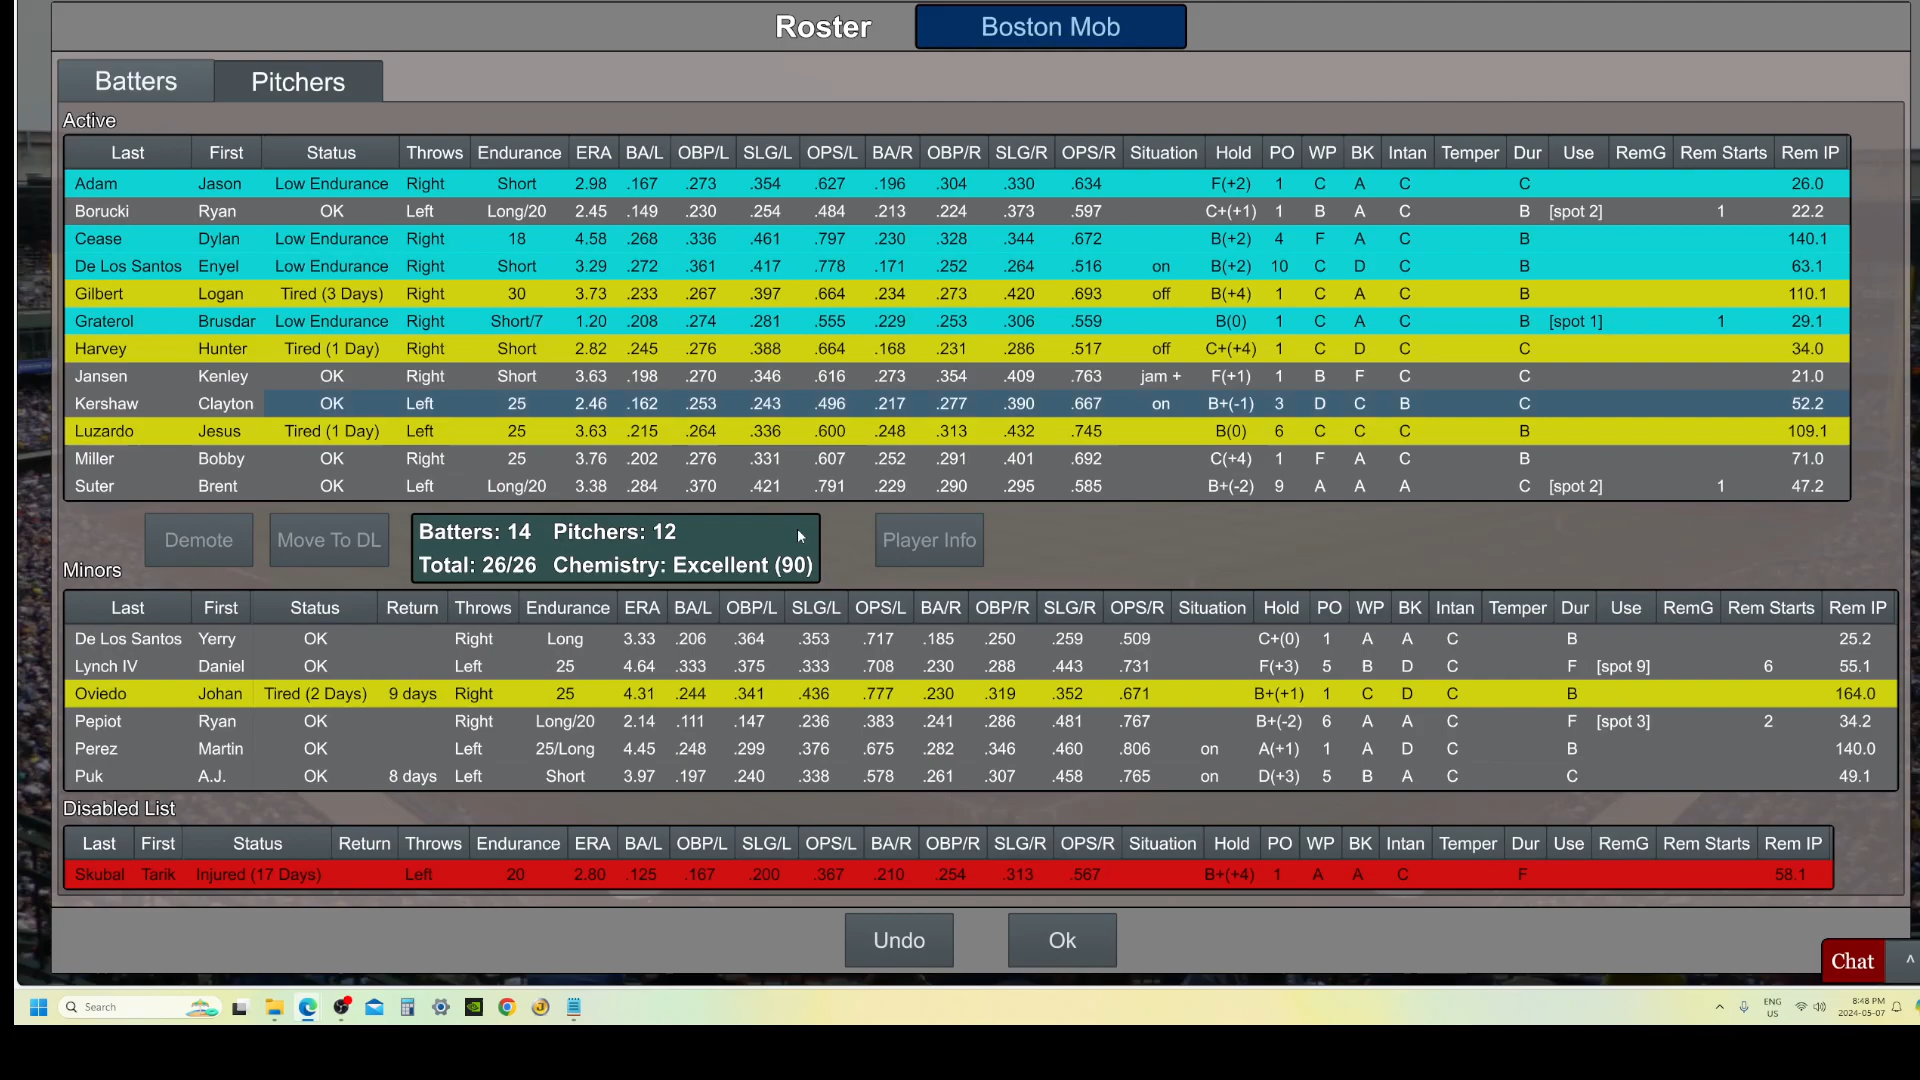 Roster Boston Mob
Batters Pitchers
Active
Last First Status Throws Endurance ERA BA/L OBP/L SLG/L OPS/L BA/R OBP/R SLG/R OPS/R Situation Hold PO WP BK Intan Temper Dur Use RemG Rem Starts Rem IP
Adam Jason Low Endurance Right Short 2.98 .167 .273 .354 .627 .196 .304 .330 .634 F(+2) 1 C A C C 26.0
Borucki Ryan OK Left Long/20 2.45 .149 .230 .254 .484 .213 .224 .373 .597 C+(+1) 1 B A C B [spot 2] 1 22.2
Cease Dylan Low Endurance Right 18 4.58 .268 .336 .461 .797 .230 .328 .344 .672 B(+2) 4 F A C B 140.1
De Los Santos Enyel Low Endurance Right Short 3.29 .272 .361 .417 .778 .171 .252 .264 .516 on B(+2) 10 C D C B 63.1
Gilbert Logan Tired (3 Days) Right 30 3.73 .233 .267 .397 .664 .234 .273 .420 .693 off B(+4) 1 C A C B 110.1
Graterol Brusdar Low Endurance Right Short/7 1.20 .208 .274 .281 .555 .229 .253 .306 .559 B(0) 1 C A C B [spot 1] 1 29.1
Harvey Hunter Tired (1 Day) Right Short 2.82 .245 .276 .388 .664 .168 .231 .286 .517 off C+(+4) 1 C D C C 34.0
Jansen Kenley OK Right Short 3.63 .198 .270 .346 .616 .273 .354 .409 .763 jam + F(+1) 1 B F C C 21.0
Kershaw Clayton OK Left 25 2.46 .162 .253 .243 .496 .217 .277 .390 .667 on B+(-1) 3 D C B C 52.2
Luzardo Jesus Tired (1 Day) Left 25 3.63 .215 .264 .336 .600 .248 .313 .432 .745 B(0) 6 C C C B 109.1
Miller Bobby OK Right 25 3.76 .202 .276 .331 .607 .252 .291 .401 .692 C(+4) 1 F A C B 71.0
Suter Brent OK Left Long/20 3.38 .284 .370 .421 .791 .229 .290 .295 .585 B+(-2) 9 A A A C [spot 2] 1 47.2
Demote Move To DL Batters: 14 Pitchers: 12 Player Info
Total: 26/26 Chemistry: Excellent (90)
Minors
Last First Status Return Throws Endurance ERA BA/L OBP/L SLG/L OPS/L BA/R OBP/R SLG/R OPS/R Situation Hold PO WP BK Intan Temper Dur Use RemG Rem Starts Rem IP
De Los Santos Yerry OK Right Long 3.33 .206 .364 .353 .717 .185 .250 .259 .509 C+(0) 1 A A C B 25.2
Lynch IV Daniel OK Left 25 4.64 .333 .375 .333 .708 .230 .288 .443 .731 F(+3) 5 B D C F [spot 9] 6 55.1
Oviedo Johan Tired (2 Days) 9 days Right 25 4.31 .244 .341 .436 .777 .230 .319 .352 .671 B+(+1) 1 C D C B 164.0
Pepiot Ryan OK Right Long/20 2.14 .111 .147 .236 .383 .241 .286 .481 .767 B+(-2) 6 A A C F [spot 3] 2 34.2
Perez Martin OK Left 25/Long 4.45 .248 .299 .376 .675 .282 .346 .460 .806 on A(+1) 1 A D C B 140.0
Puk A.J. OK 8 days Left Short 3.97 .197 .240 .338 .578 .261 .307 .458 .765 on D(+3) 5 B A C C 49.1
Disabled List
Last First Status Return Throws Endurance ERA BA/L OBP/L SLG/L OPS/L BA/R OBP/R SLG/R OPS/R Situation Hold PO WP BK Intan Temper Dur Use RemG Rem Starts Rem IP
Skubal Tarik Injured (17 Days) Left 20 2.80 .125 .167 .200 .367 .210 .254 .313 .567 B+(+4) 1 A A C F 58.1
Undo Ok
Chat ^
Search ENG 8:48 PM
US 2024-05-07